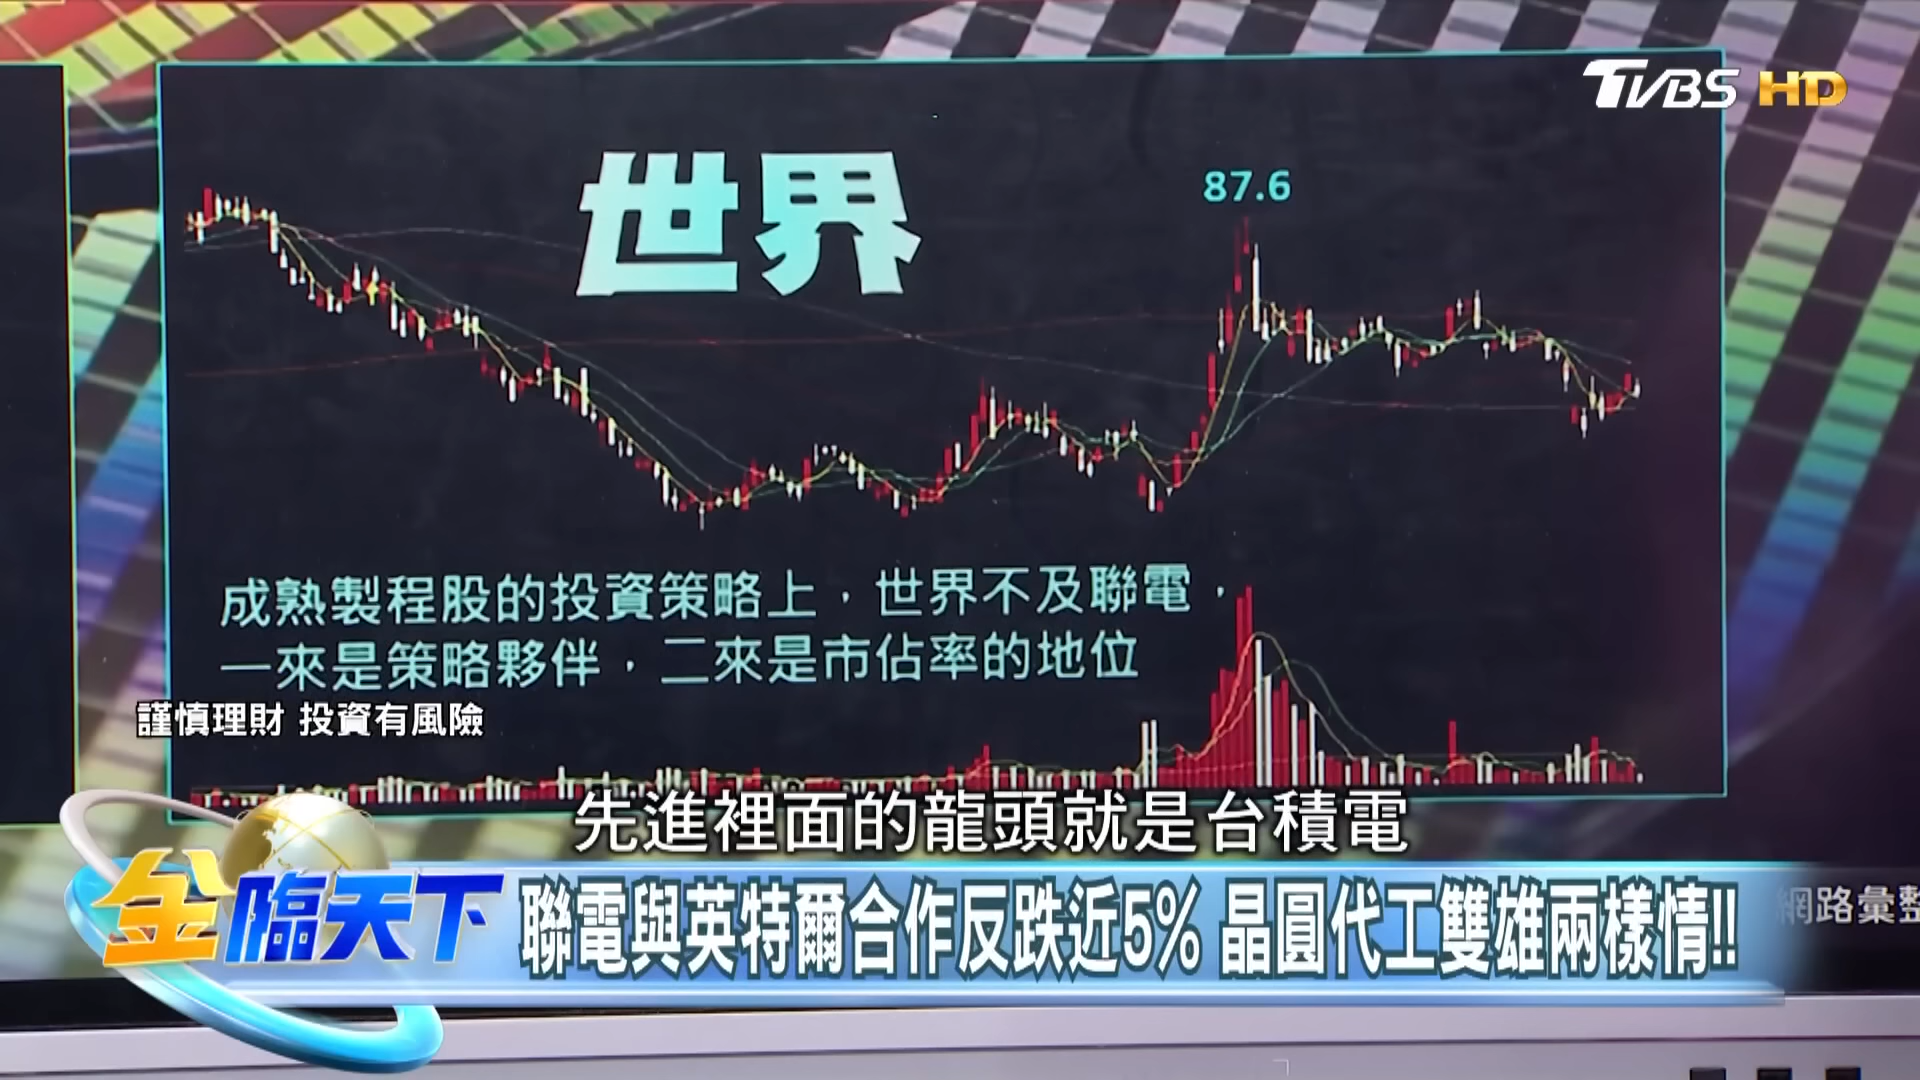 TVBS HD
世界
87.6
成熟製程股的投資策略上，世界不及聯電，
一來是策略夥伴，二來是市佔率的地位
謹慎理財 投資有風險
先進裡面的龍頭就是台積電
金臨天下
聯電與英特爾合作反跌近5% 晶圓代工雙雄兩樣情!!
網路彙整